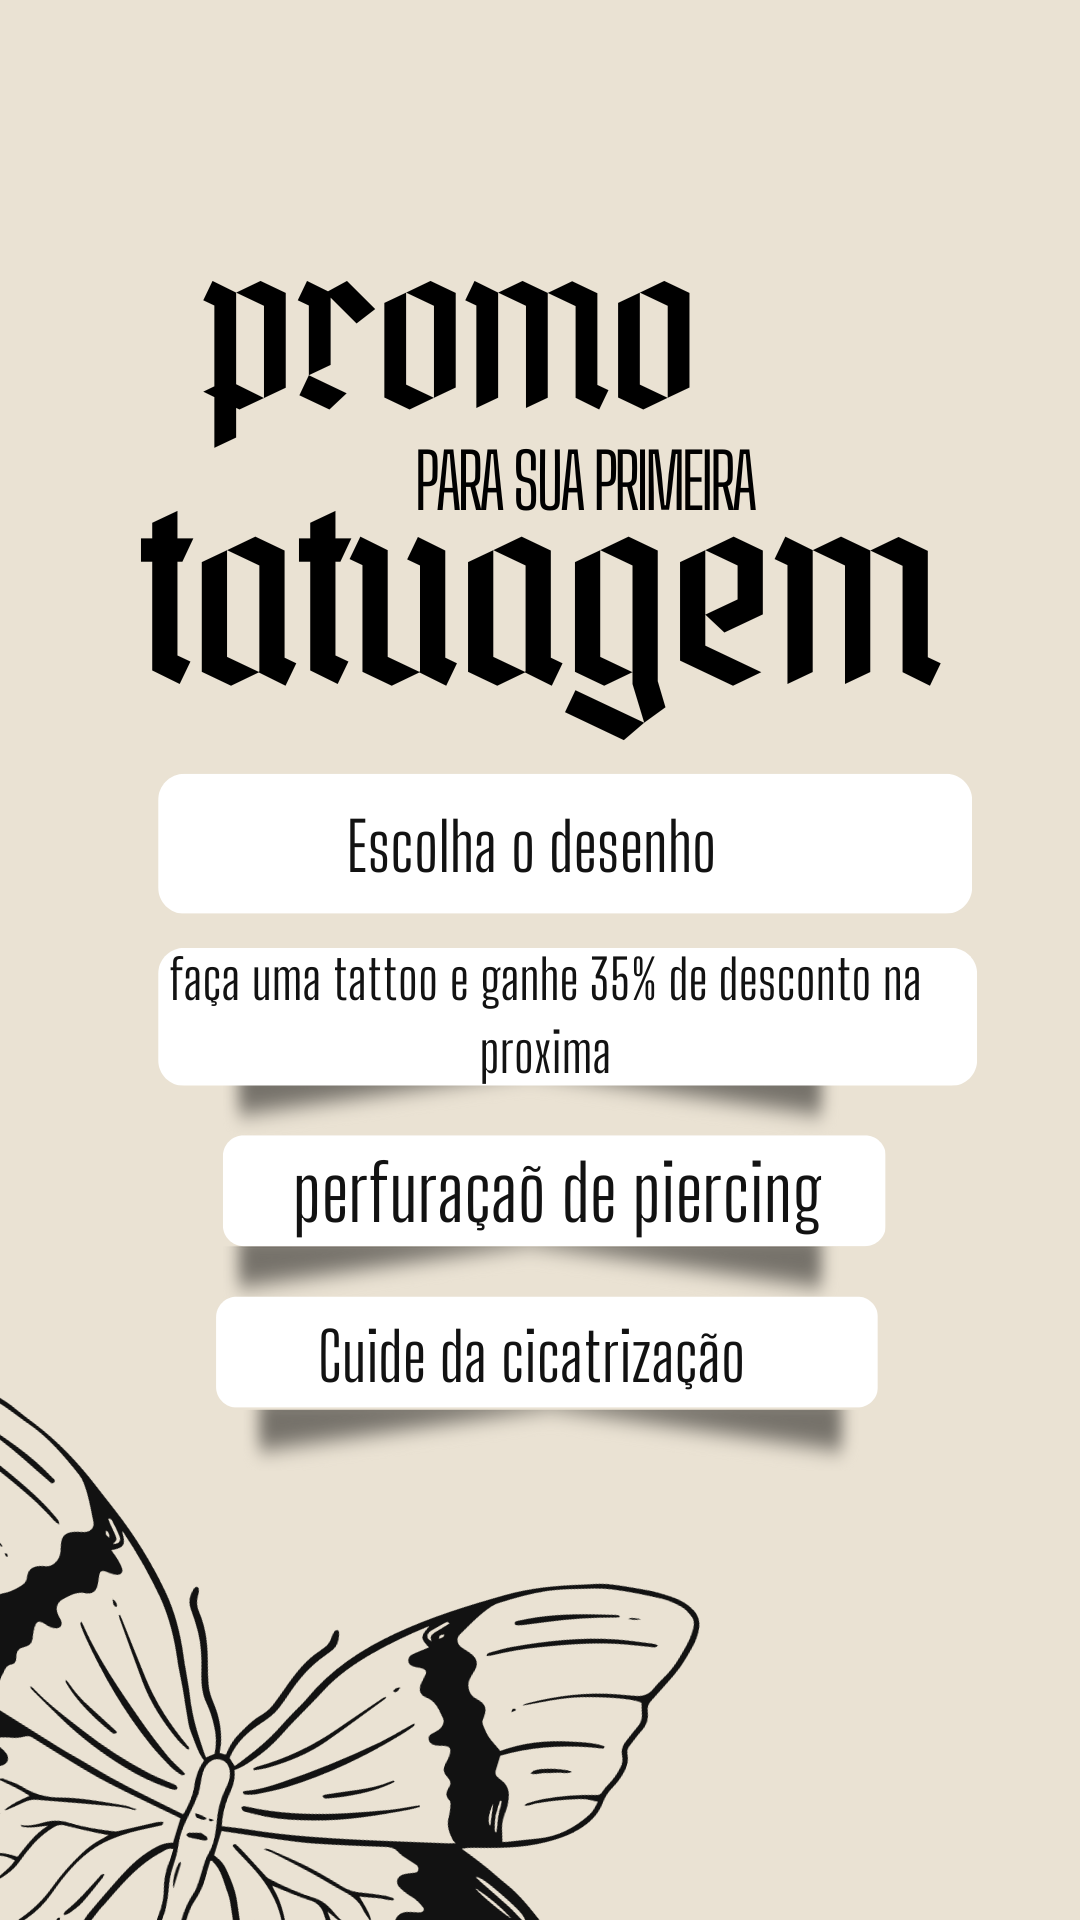 promo
PARA SUA PRIMEIRA
tatuagem
Escolha o desenho
faça uma tattoo e ganhe 35% de desconto na
proxima
perfuraçaõ de piercing
Cuide da cicatrização